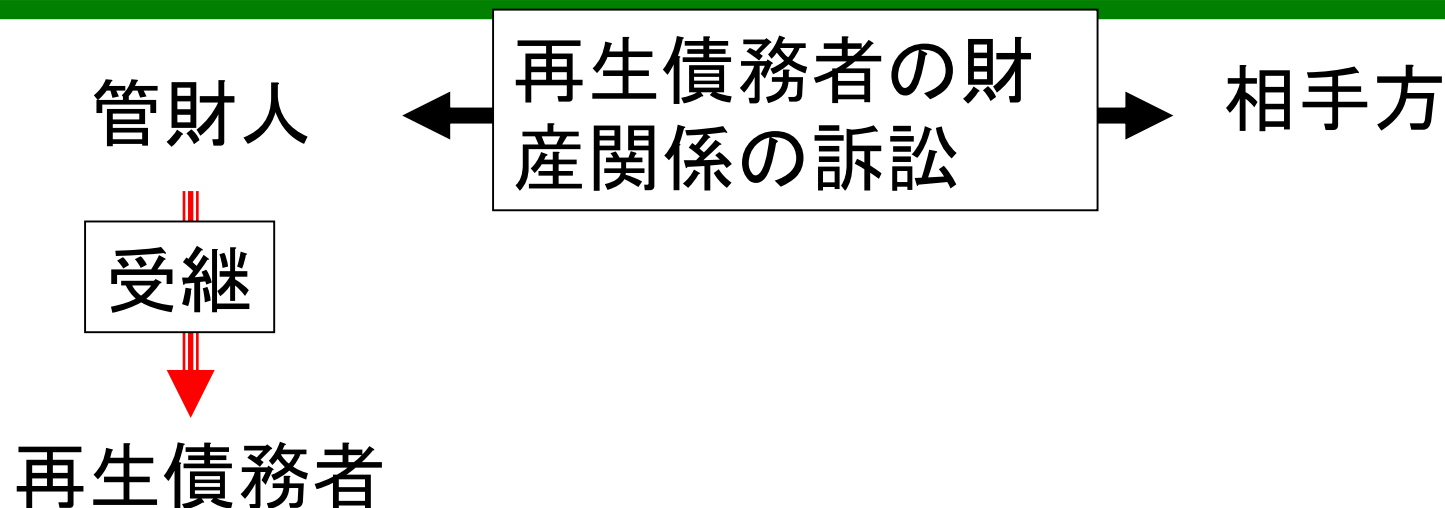 管財人
再生債務者の財
産関係の訴訟
相手方
受継
再生債務者